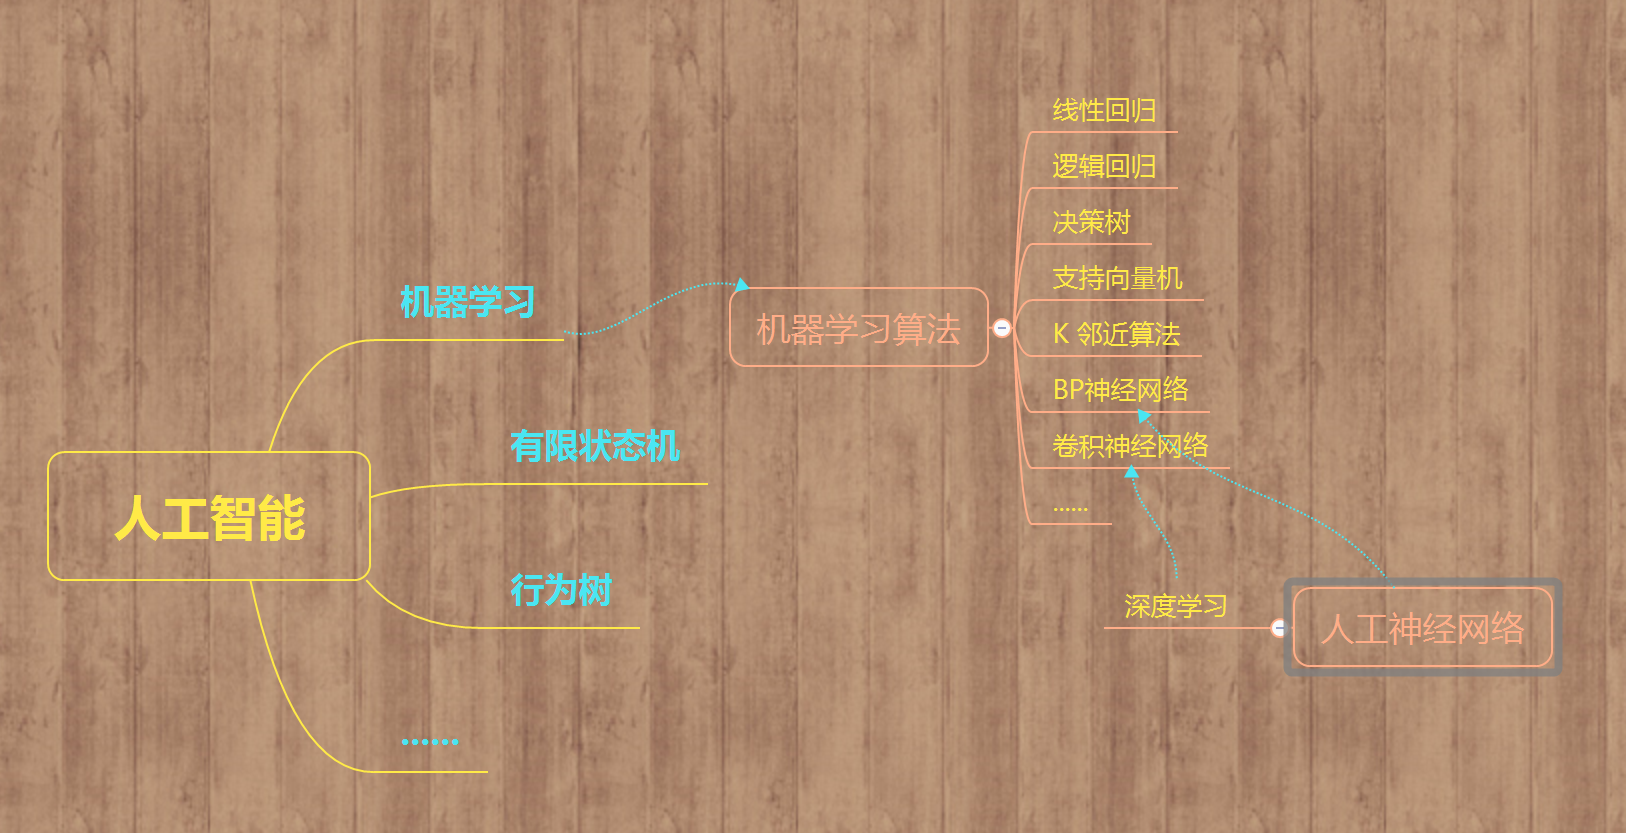 人工智能
机器学习
有限状态机
行为树
……
机器学习算法
线性回归
逻辑回归
决策树
支持向量机
K 邻近算法
BP神经网络
卷积神经网络
……
深度学习
人工神经网络